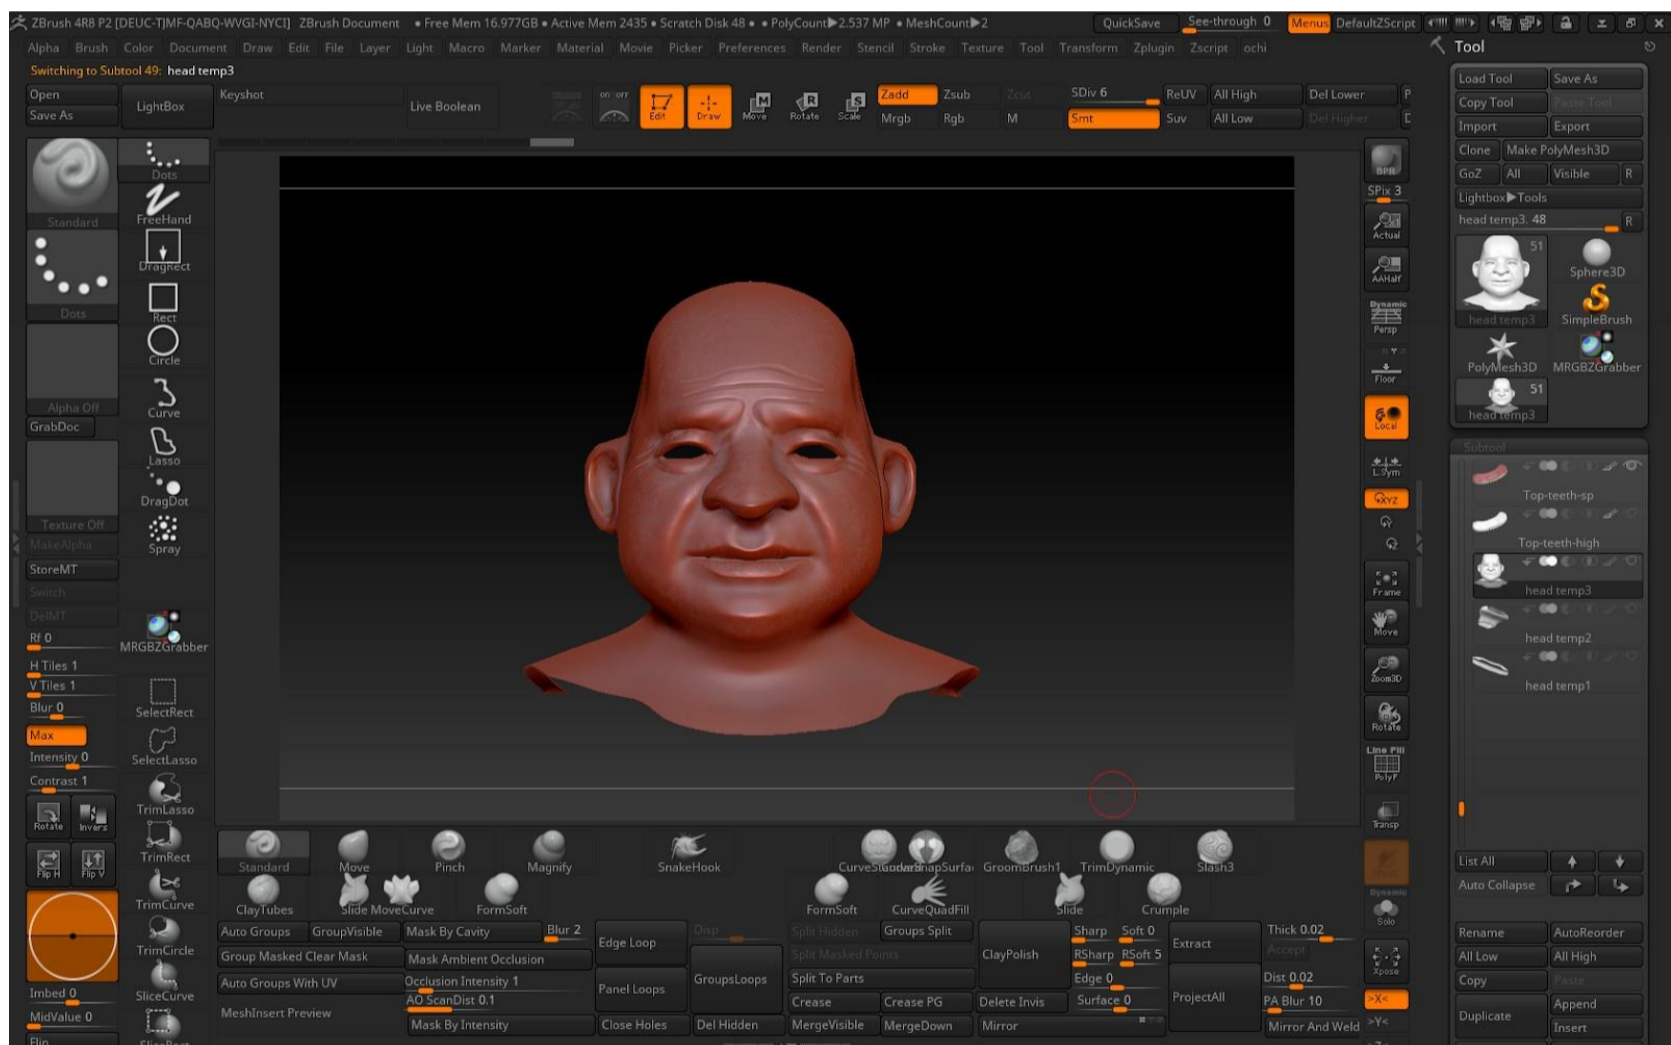 ZBrush 4R8 P2 [DEUC-TJMF-QABQ-WVGI-NYCI] ZBrush Document • Free Mem 16.977GB • Active Mem 2435 • Scratch Disk 48 • • PolyCount▶2.537 MP • MeshCount▶2 QuickSave See-through 0 Menus DefaultZScript
Alpha Brush Color Document Draw Edit File Layer Light Macro Marker Material Movie Picker Preferences Render Stencil Stroke Texture Tool Transform Zplugin Zscript ochi
Switching to Subtool 49: head temp3
Open
Save As
LightBox
Keyshot
Live Boolean
on off
Edit
Draw
Move
Rotate
Scale
Zadd Zsub Zcut
Mrgb Rgb M
SDiv 6
Smt
ReUV All High Del Lower
Suv All Low Del Higher
Standard
Dots
Alpha Off
GrabDoc
Texture Off
MakeAlpha
StoreMT
Switch
DelMT
Rf 0
H Tiles 1
V Tiles 1
Blur 0
Max
Intensity 0
Contrast 1
Rotate
Invers
Flip H
Flip V
Imbed 0
MidValue 0
Flip
Dots
FreeHand
DragRect
Rect
Circle
Curve
Lasso
DragDot
Spray
MRGBZGrabber
SelectRect
SelectLasso
TrimLasso
TrimRect
TrimCurve
TrimCircle
SliceCurve
SliceRect
BPR
SPix 3
Actual
AAHalf
Dynamic
Persp
Floor
Local
L.Sym
XYZ
Frame
Move
Zoom3D
Rotate
Line Fill
PolyF
Transp
Dynamic
Solo
Xpose
>X<
>Y<
Standard Move Pinch Magnify SnakeHook GroomBrush1 TrimDynamic Slash3
ClayTubes Slide MoveCurve FormSoft FormSoft CurveQuadFill Slide Crumple
Auto Groups GroupVisible
Group Masked Clear Mask
Auto Groups With UV
MeshInsert Preview
Mask By Cavity Blur 2
Mask Ambient Occlusion
Occlusion Intensity 1
AO ScanDist 0.1
Mask By Intensity
Edge Loop
Panel Loops
Close Holes
Disp
GroupsLoops
Del Hidden
Split Hidden Groups Split
Split Masked Points
Split To Parts
Crease Crease PG
MergeVisible MergeDown
ClayPolish
Delete Invis
Mirror
Sharp Soft 0
RSharp RSoft 5
Edge 0
Surface 0
Extract
ProjectAll
Thick 0.02
Accept
Dist 0.02
PA Blur 10
Mirror And Weld
Tool
Load Tool Save As
Copy Tool Paste Tool
Import Export
Clone Make PolyMesh3D
GoZ All Visible R
Lightbox▶Tools
head temp3. 48 R
51
head temp3
Sphere3D
SimpleBrush
PolyMesh3D
MRGBZGrabber
51
head temp3
Subtool
Top-teeth-sp
Top-teeth-high
head temp3
head temp2
head temp1
List All
Auto Collapse
Rename AutoReorder
All Low All High
Copy Paste
Duplicate
Append
Insert